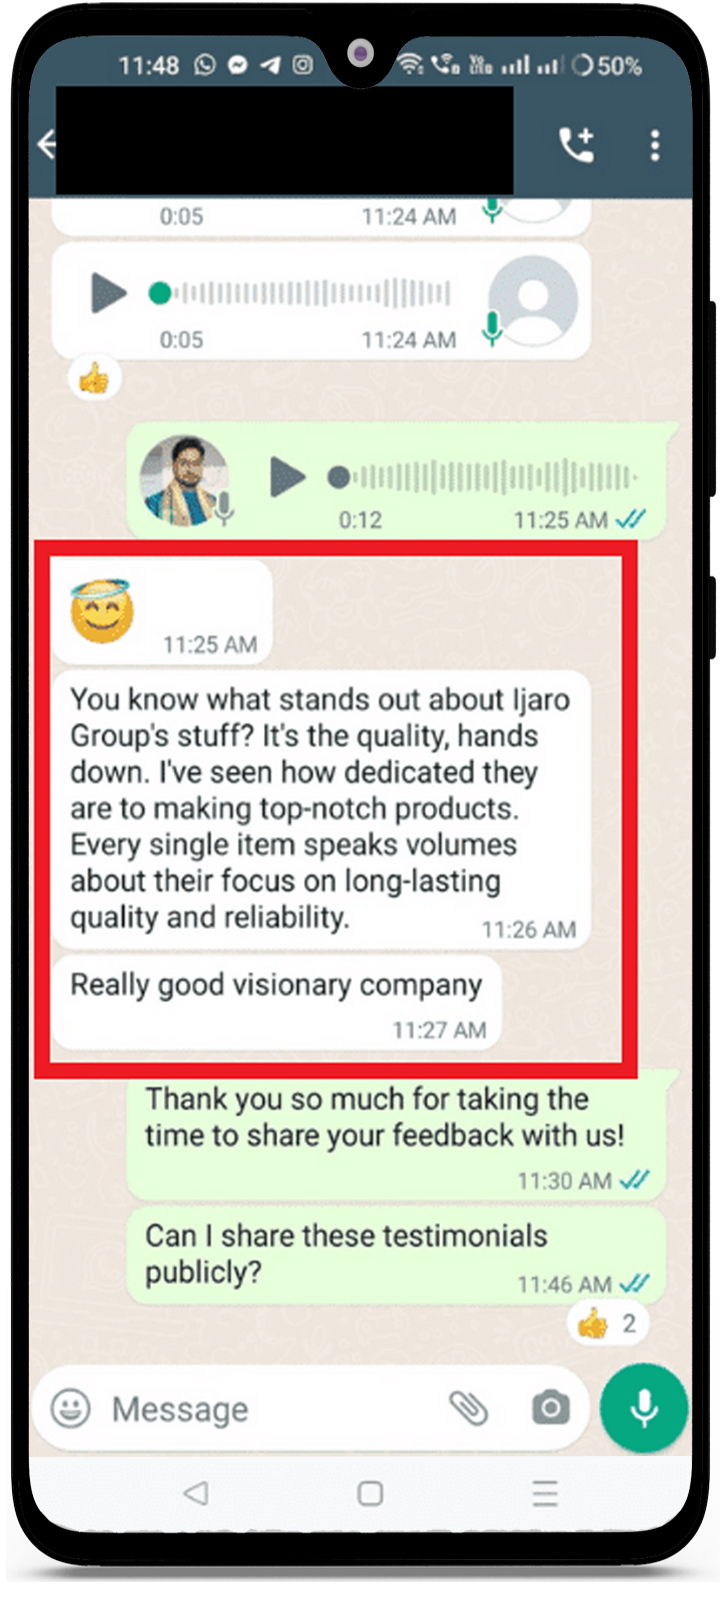 11:48
50%
0:05 11:24 AM
0:05 11:24 AM
0:12 11:25 AM
11:25 AM
You know what stands out about Ijaro
Group's stuff? It's the quality, hands
down. I've seen how dedicated they
are to making top-notch products.
Every single item speaks volumes
about their focus on long-lasting
quality and reliability.
11:26 AM
Really good visionary company
11:27 AM
Thank you so much for taking the
time to share your feedback with us!
11:30 AM
Can I share these testimonials
publicly?
11:46 AM
2
Message